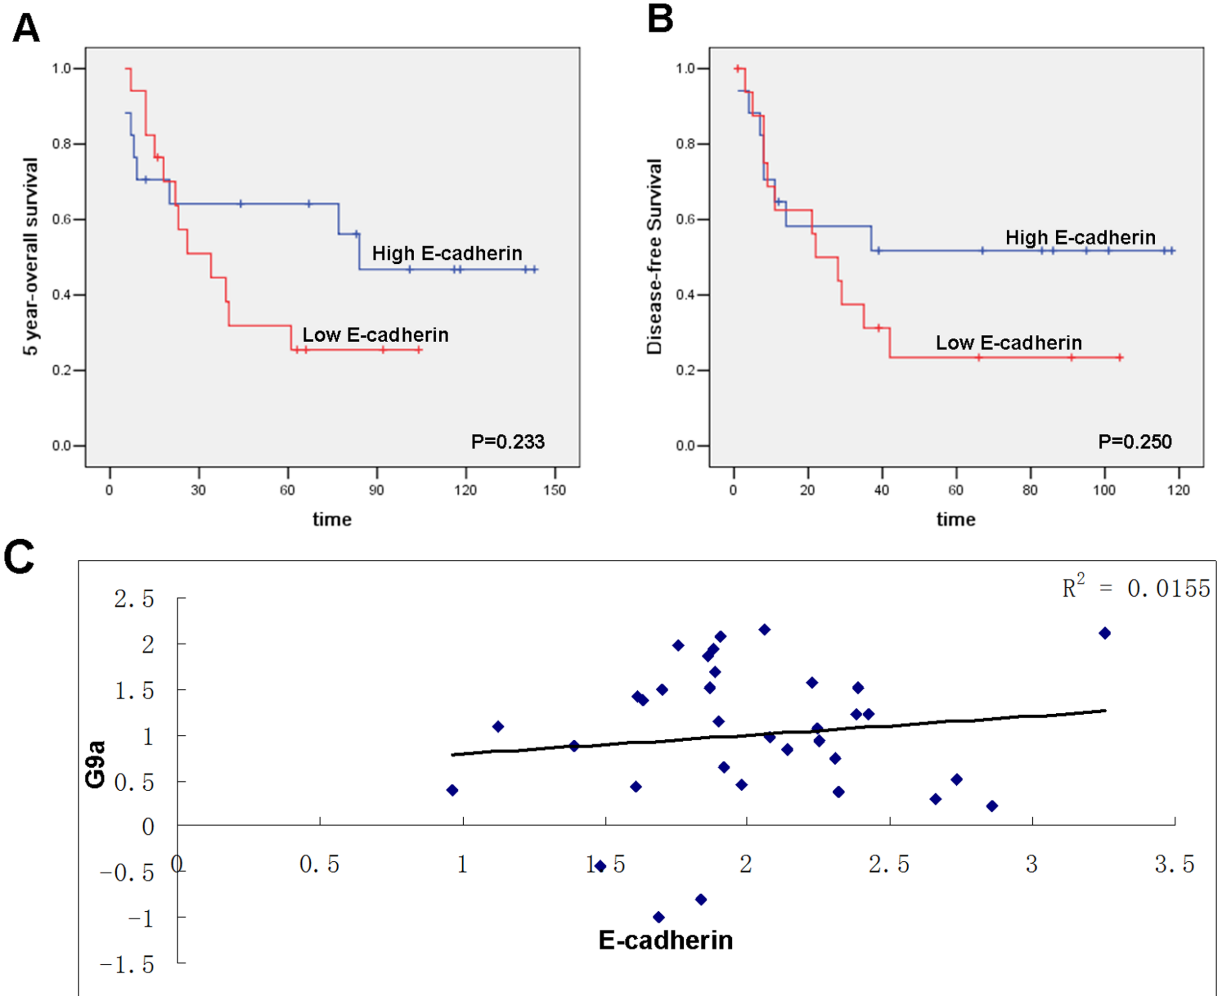 A
1.0
0.8
0.6
0.4
0.2
0.0
5 year-overall survival
High E-cadherin
Low E-cadherin
P=0.233
0 30 60 90 120 150
time
B
1.0
0.8
0.6
0.4
0.2
0.0
Disease-free Survival
High E-cadherin
Low E-cadherin
P=0.250
0 20 40 60 80 100 120
time
C
R² = 0.0155
2.5
2
1.5
1
0.5
0
-0.5
-1
-1.5
G9a
0 0.5 1 1.5 2 2.5 3 3.5
E-cadherin